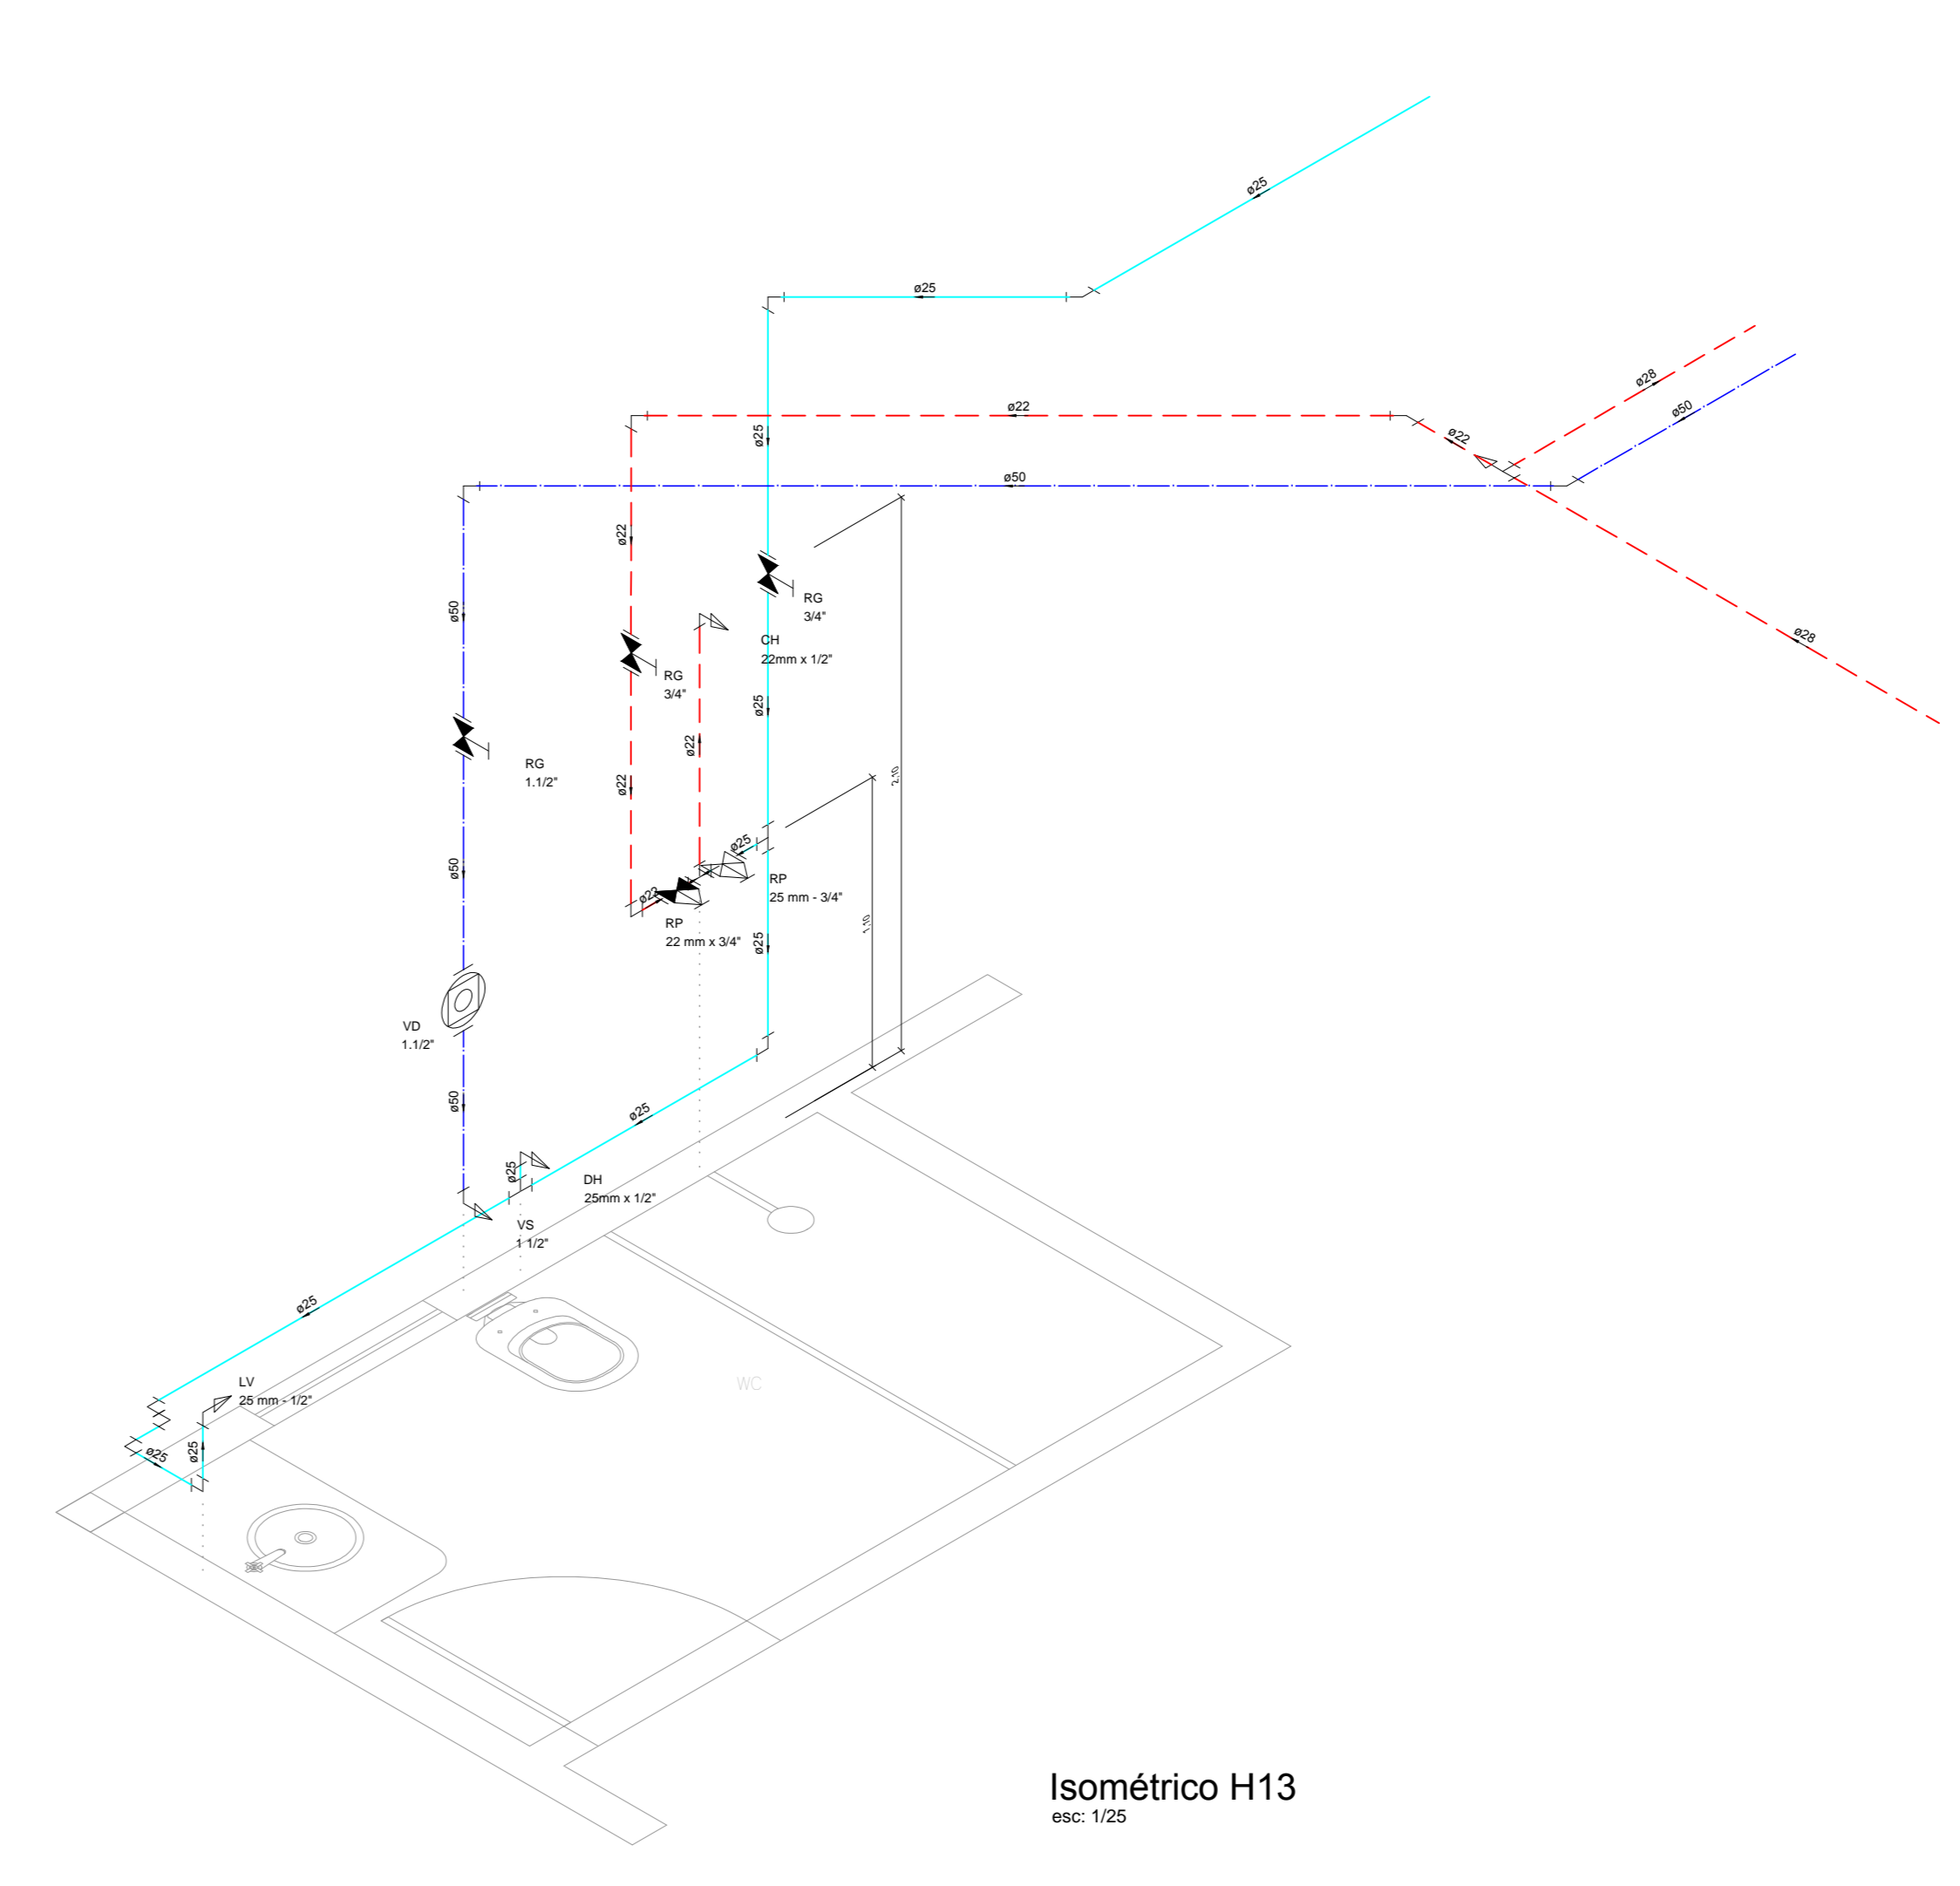 ø25
ø25
ø28
ø50
ø22
ø25
ø22
ø50
ø22
ø50
RG
3/4"
CH
22mm x 1/2"
RG
3/4"
ø25
ø28
ø22
RG
1.1/2"
2,10
ø22
ø25
ø50
ø22
RP
25 mm - 3/4"
1,10
RP
22 mm x 3/4"
ø25
VD
1.1/2"
ø50
ø25
ø25
DH
25mm x 1/2"
VS
1 1/2"
ø25
LV
25 mm - 1/2"
WC
ø25
ø25
Isométrico H13
esc: 1/25